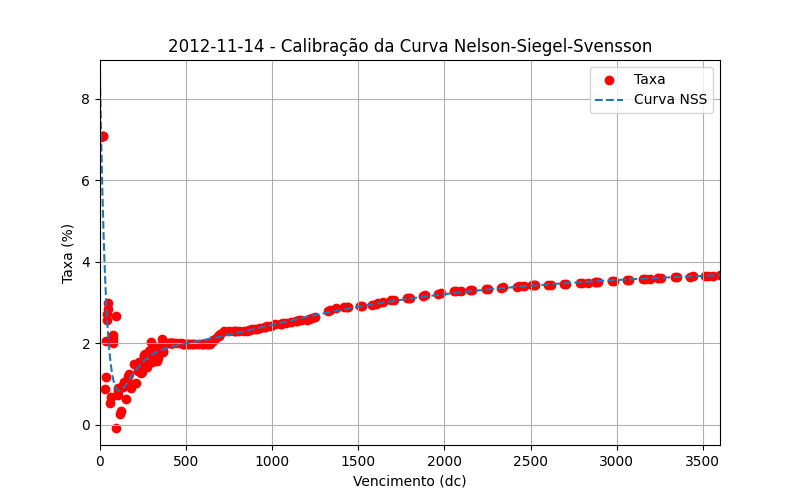 2012-11-14 - Calibração da Curva Nelson-Siegel-Svensson
Taxa
Curva NSS
Taxa (%)
8
6
4
2
0
0 500 1000 1500 2000 2500 3000 3500
Vencimento (dc)